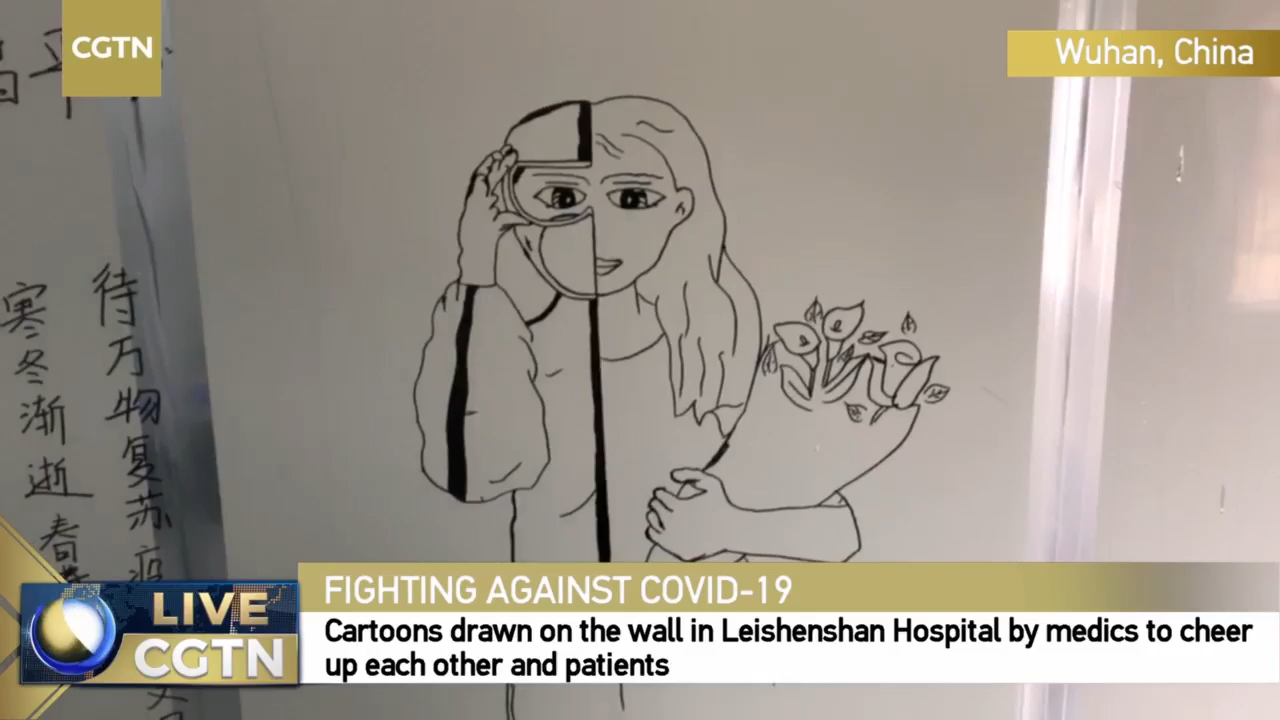 CGTN
Wuhan, China
待万物复苏
寒冬渐逝春
LIVE
CGTN
FIGHTING AGAINST COVID-19
Cartoons drawn on the wall in Leishenshan Hospital by medics to cheer
up each other and patients